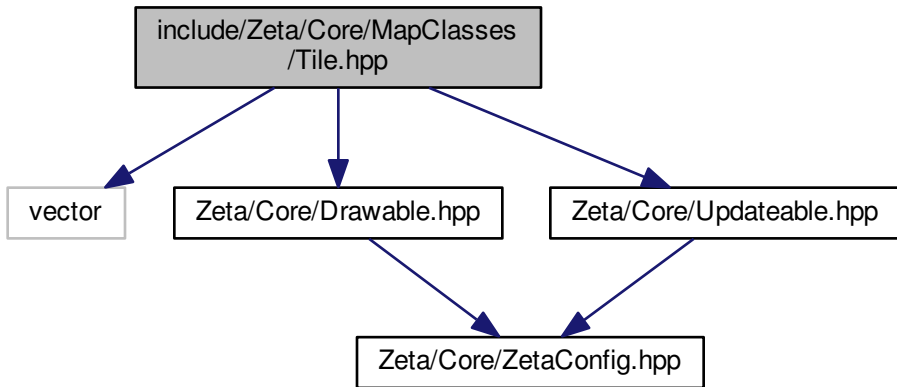 include/Zeta/Core/MapClasses
/Tile.hpp
vector
Zeta/Core/Drawable.hpp
Zeta/Core/Updateable.hpp
Zeta/Core/ZetaConfig.hpp